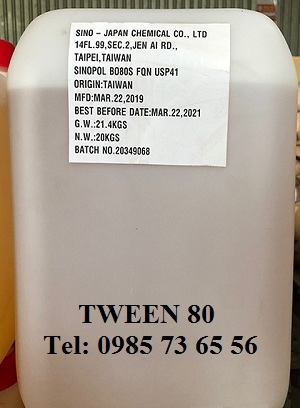 SINO - JAPAN CHEMICAL CO., LTD
14FL.99,SEC.2,JEN AI RD.,
TAIPEI,TAIWAN
SINOPOL B080S FQN USP41
ORIGIN:TAIWAN
MFD:MAR.22,2019
BEST BEFORE DATE:MAR.22,2021
G.W.:21.4KGS
N.W.:20KGS
BATCH NO.20349068
TWEEN 80
Tel: 0985 73 65 56